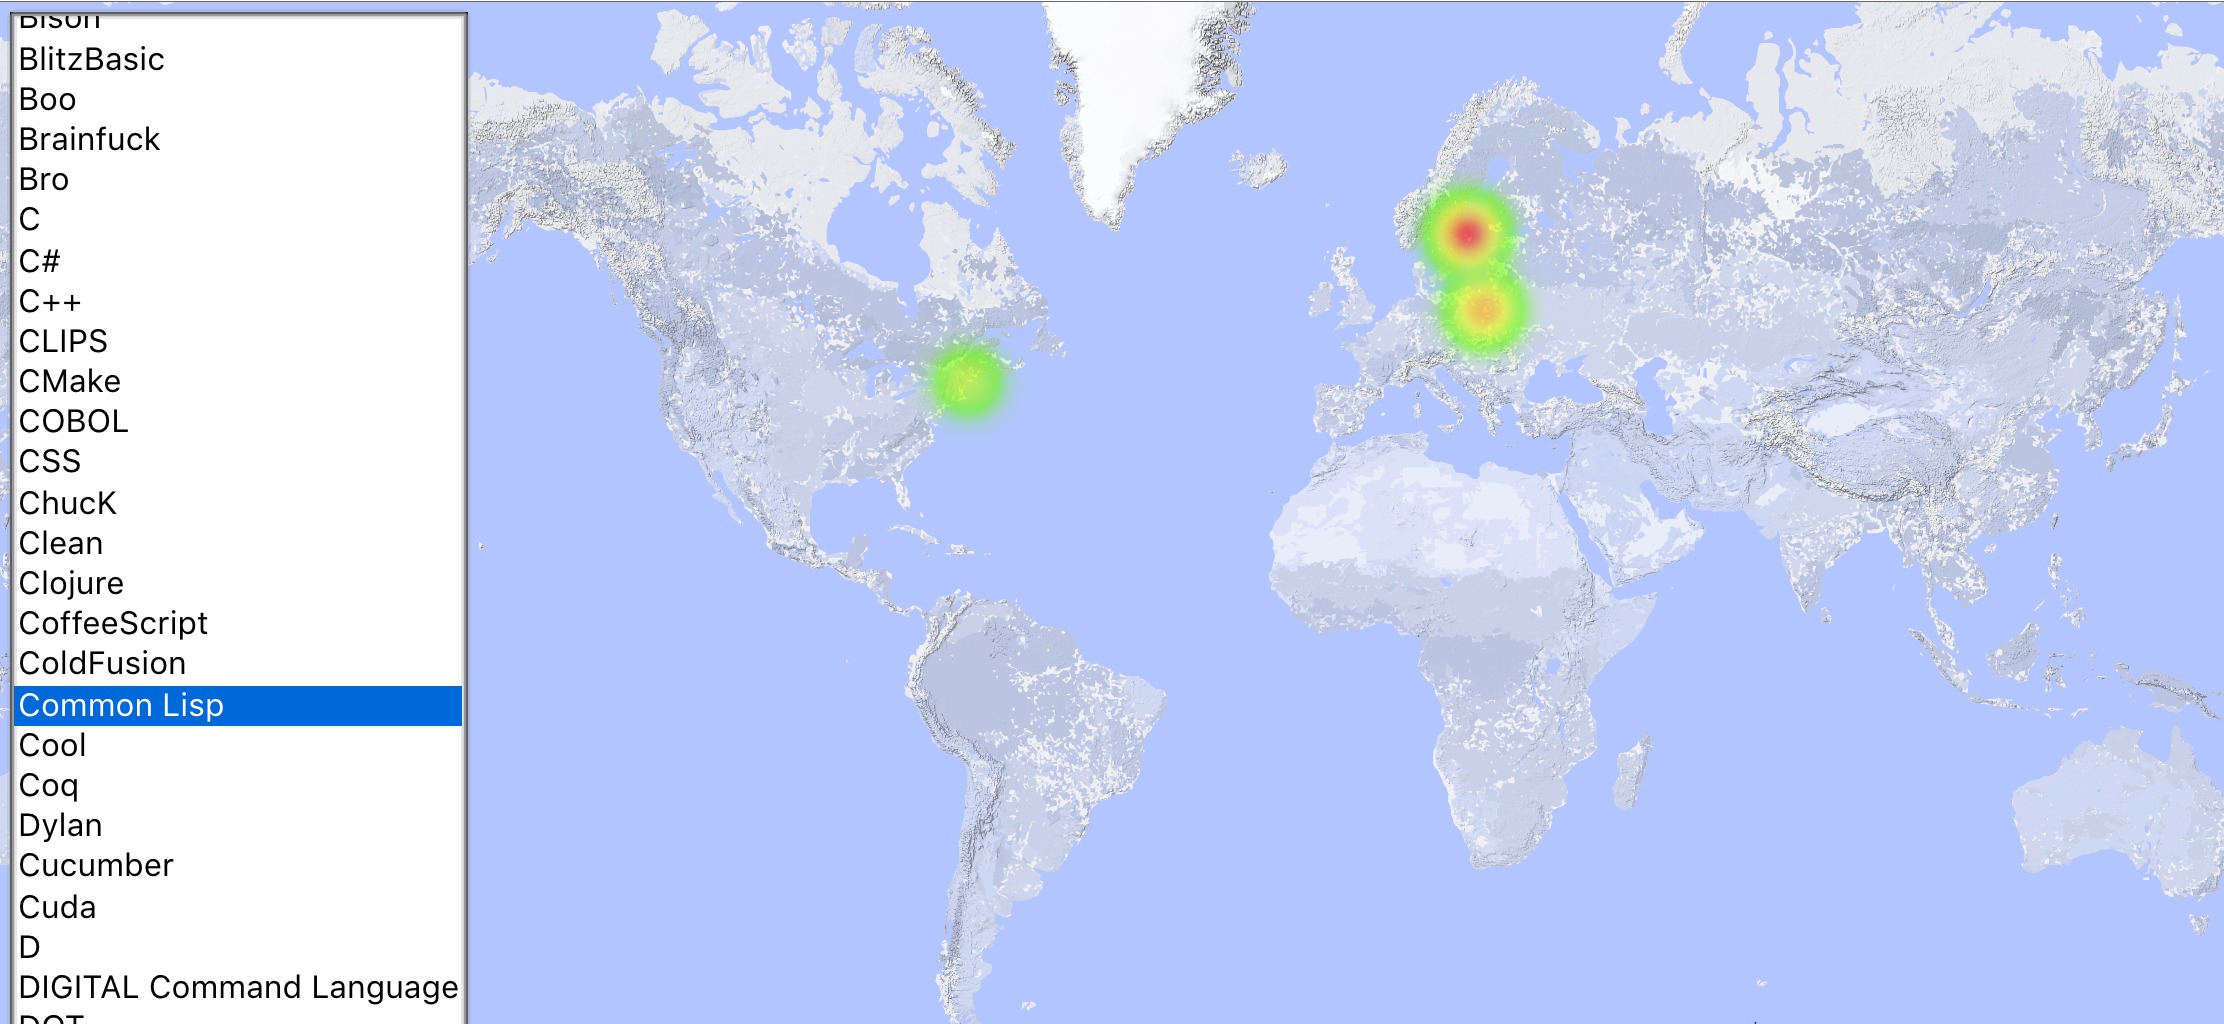 Bison
BlitzBasic
Boo
Brainfuck
Bro
C
C#
C++
CLIPS
CMake
COBOL
CSS
ChucK
Clean
Clojure
CoffeeScript
ColdFusion
Common Lisp
Cool
Coq
Dylan
Cucumber
Cuda
D
DIGITAL Command Language
DOT